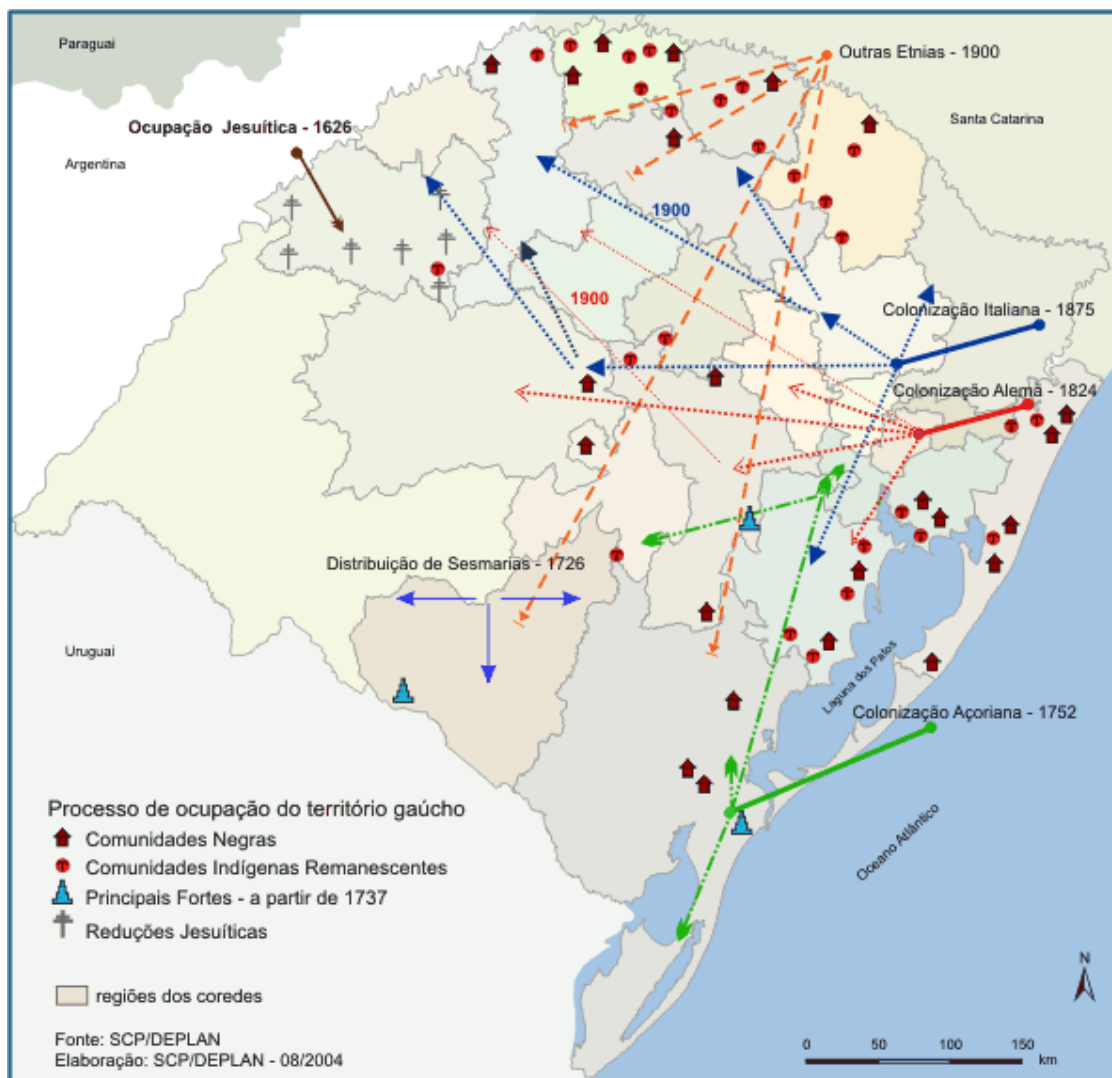 Paraguai
Outras Etnias - 1900
Santa Catarina
Ocupação Jesuítica - 1626
Argentina
1900
1900
Colonização Italiana - 1875
Colonização Alemã - 1824
Distribuição de Sesmarias - 1726
Uruguai
Laguna dos Patos
Colonização Açoriana - 1752
Oceano Atlântico
Processo de ocupação do território gaúcho
Comunidades Negras
Comunidades Indígenas Remanescentes
Principais Fortes - a partir de 1737
Reduções Jesuíticas
regiões dos coredes
Fonte: SCP/DEPLAN
Elaboração: SCP/DEPLAN - 08/2004
N
0 50 100 150
km